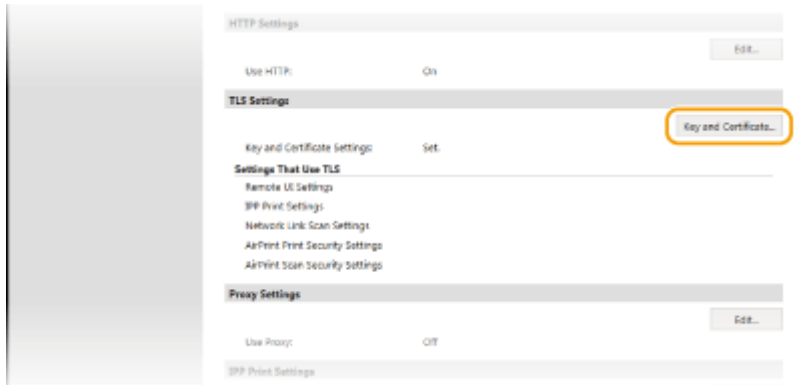 HTTP Settings
Edit...
Use HTTP: On
TLS Settings
Key and Certificate...
Key and Certificate Settings: Set.
Settings That Use TLS
Remote UI Settings
IPP Print Settings
Network Link Scan Settings
AirPrint Print Security Settings
AirPrint Scan Security Settings
Proxy Settings
Edit...
Use Proxy: Off
IPP Print Settings